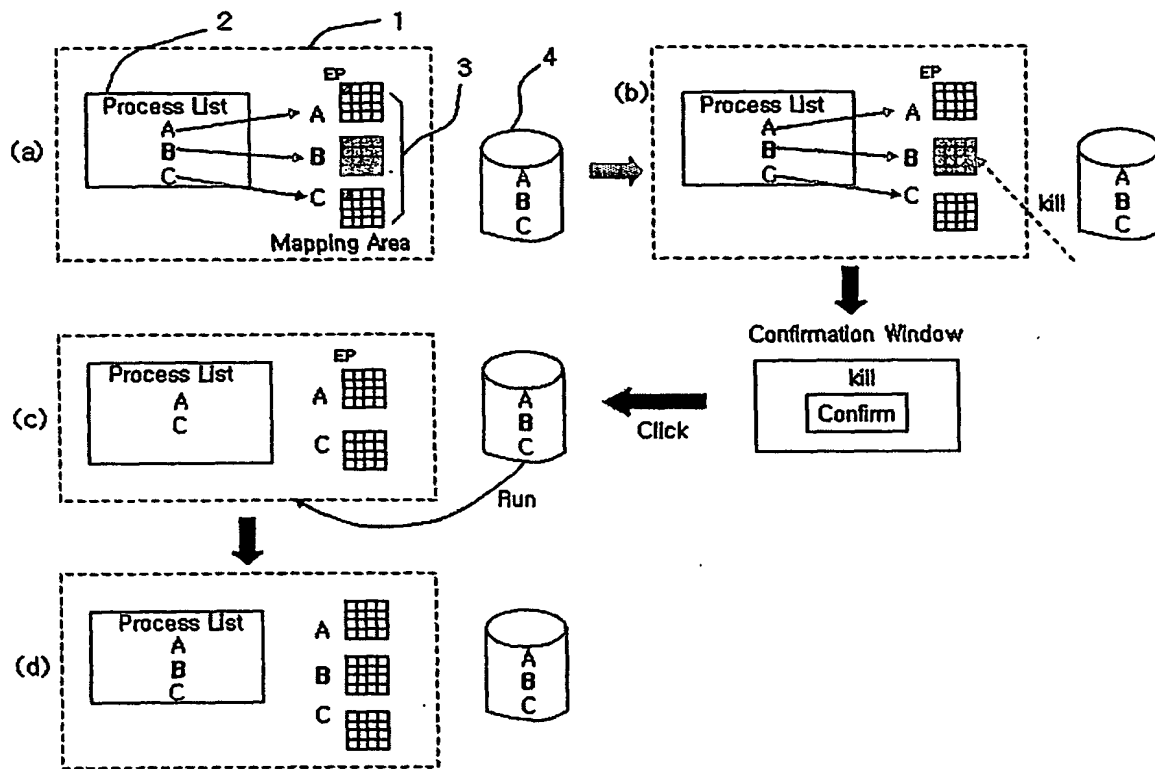 2
1
3
4
(a)
Process List
A
B
C
EP
A
B
C
Mapping Area
A
B
C
(b)
Process List
A
B
C
EP
A
B
C
kill
A
B
C
Confirmation Window
kill
Confirm
Click
(c)
Process List
A
C
EP
A
C
A
B
C
Run
(d)
Process List
A
B
C
A
B
C
A
B
C